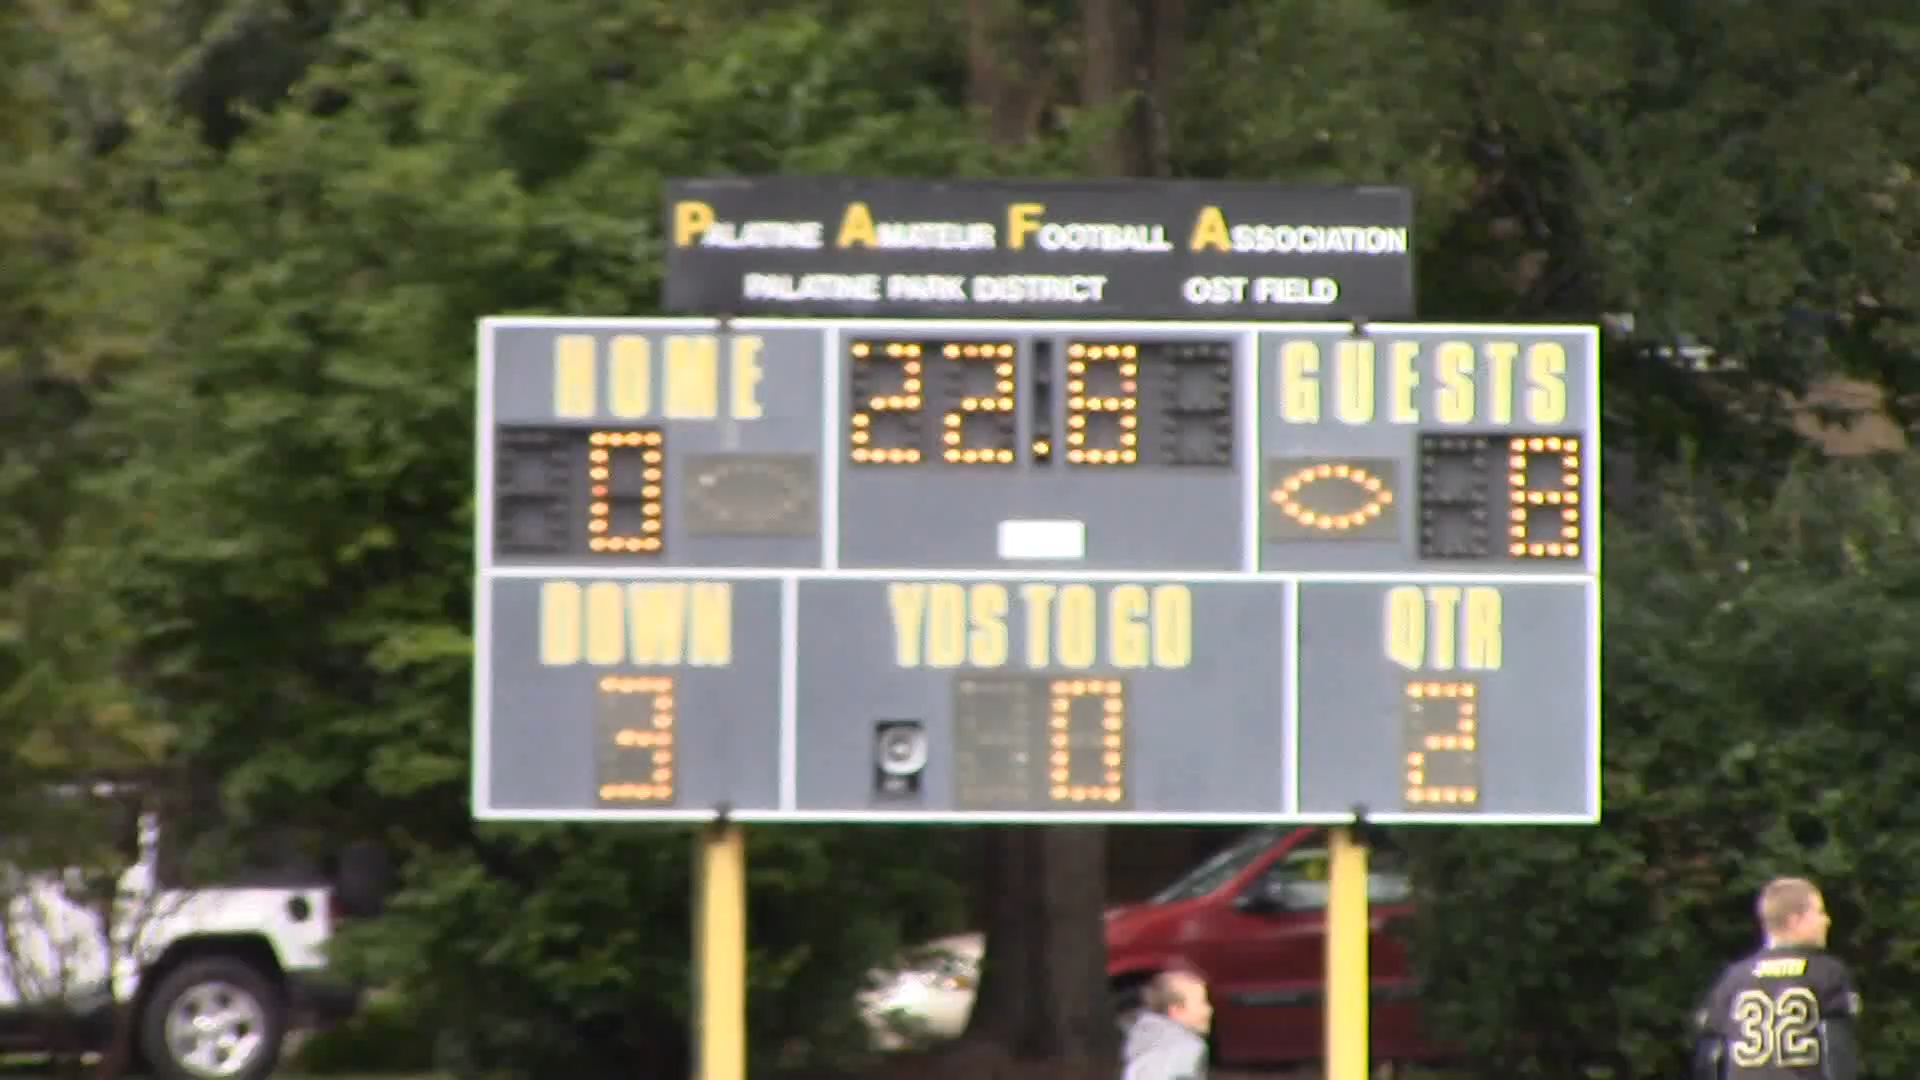 PALATINE AMATEUR FOOTBALL ASSOCIATION
PALATINE PARK DISTRICT OST FIELD
HOME 22.8 GUESTS
0 8
DOWN YDS TO GO QTR
3 0 2
32